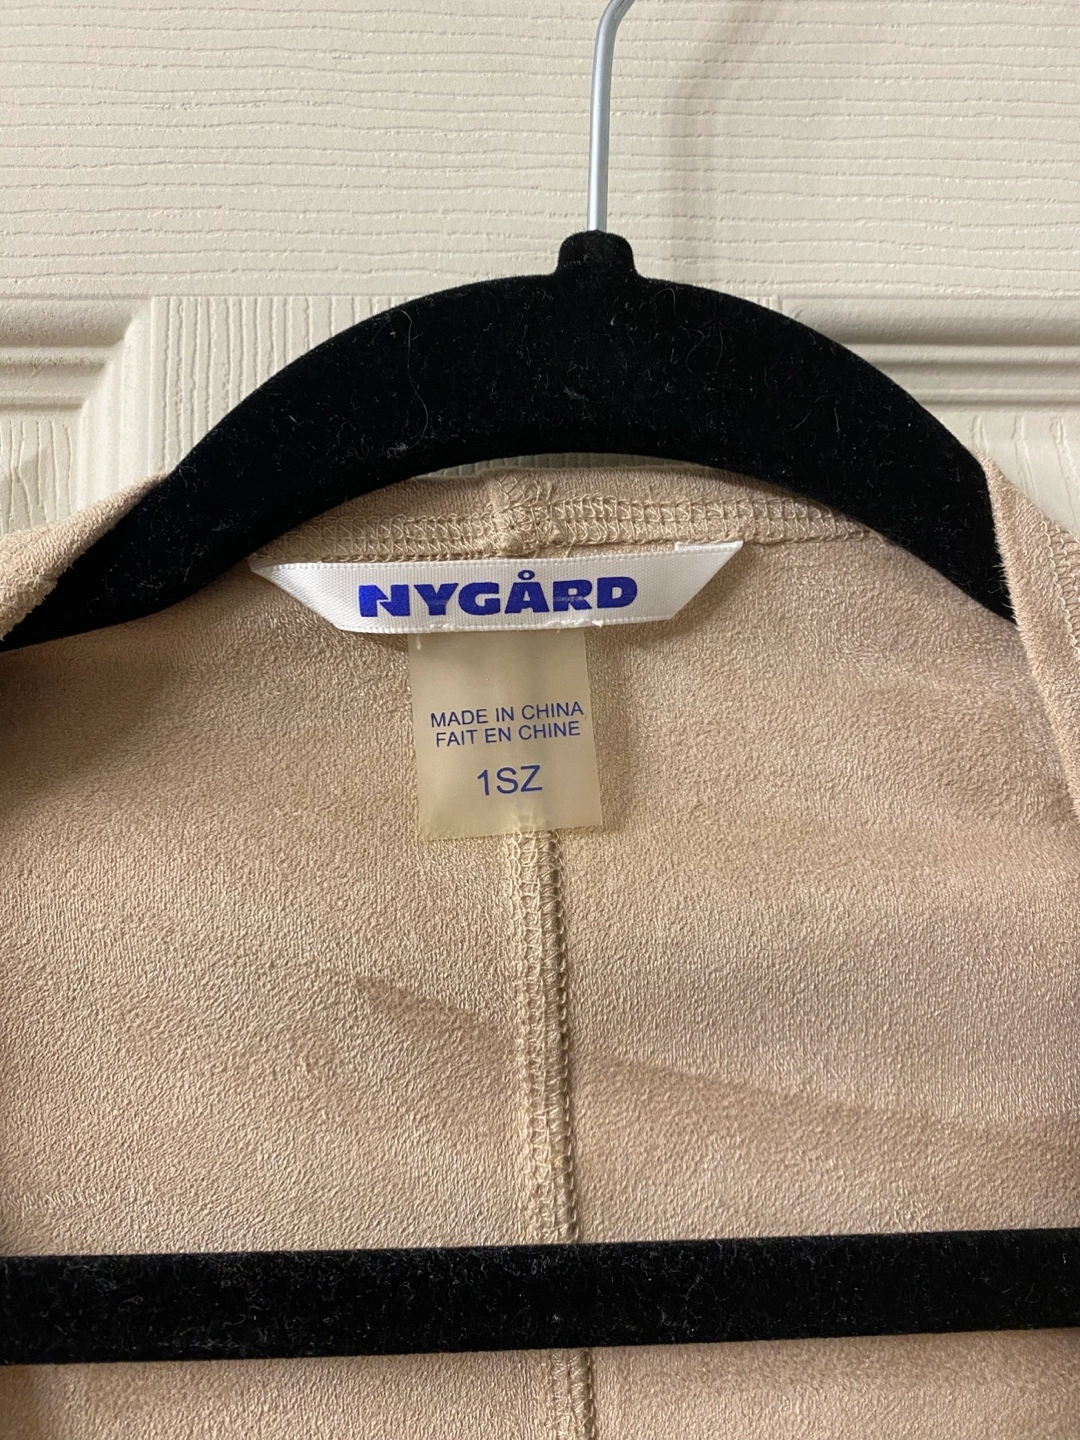 NYGÅRD
MADE IN CHINA
FAIT EN CHINE
1SZ